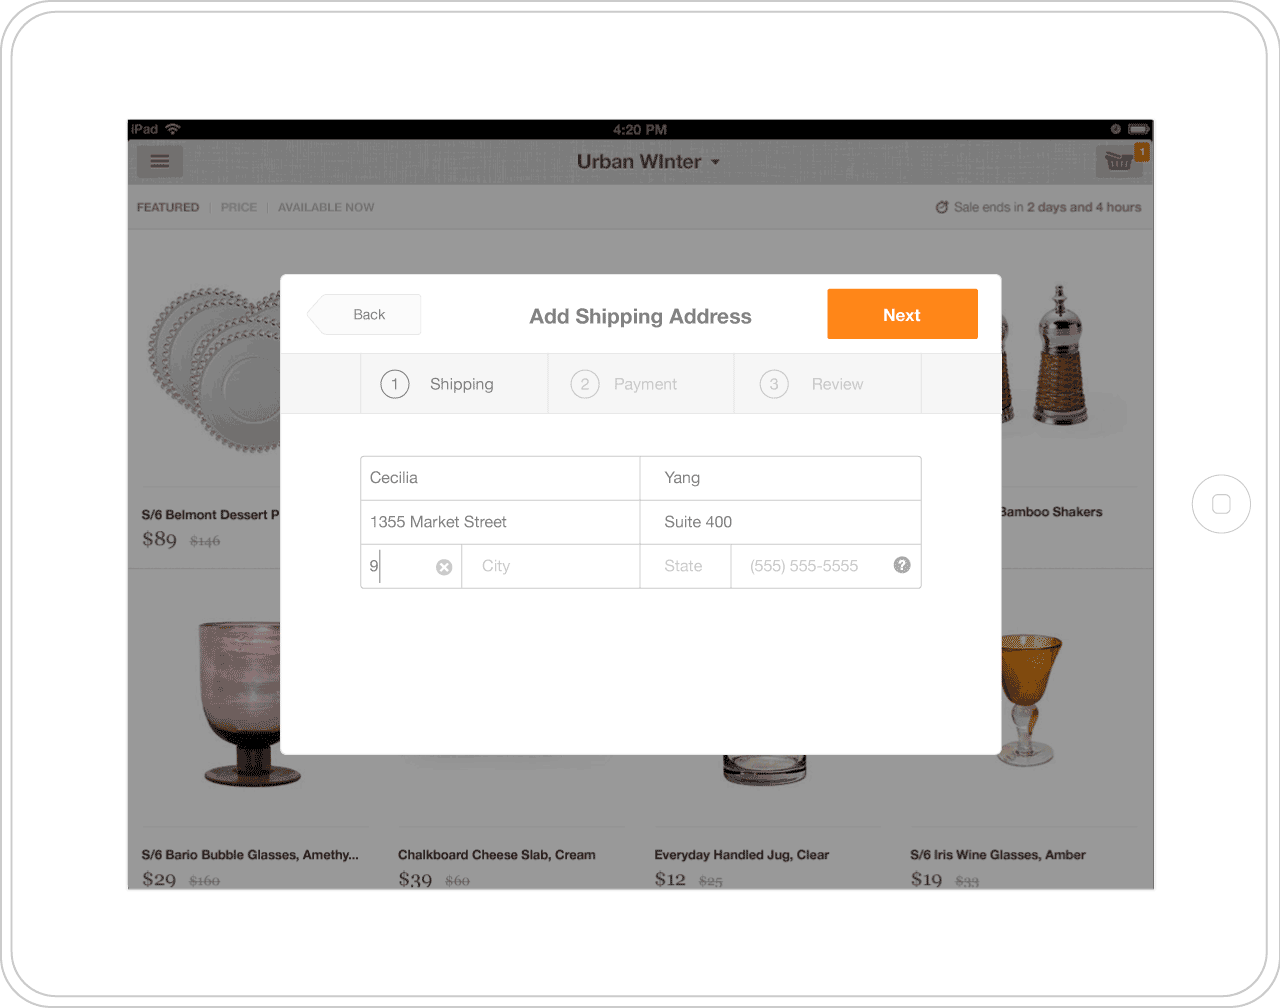 iPad 4:20 PM
Urban WInter 1
FEATURED PRICE AVAILABLE NOW Sale ends in 2 days and 4 hours
Back Add Shipping Address Next
1 Shipping 2 Payment 3 Review
Cecilia Yang
1355 Market Street Suite 400
9 City State (555) 555-5555 ?
S/6 Belmont Dessert P Bamboo Shakers
$89 $146
S/6 Bario Bubble Glasses, Amethy... Chalkboard Cheese Slab, Cream Everyday Handled Jug, Clear S/6 Iris Wine Glasses, Amber
$29 $160 $39 $60 $12 $25 $19 $33